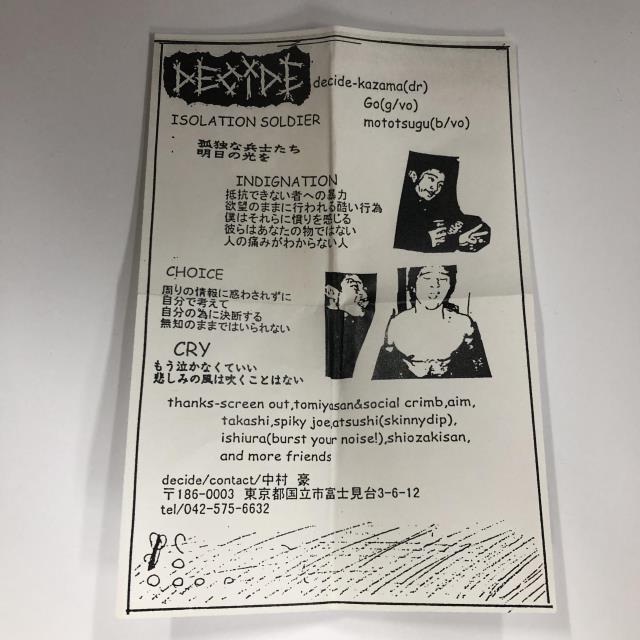 DECIDE
decide-kazama(dr)
Go(g/vo)
mototsugu(b/vo)
ISOLATION SOLDIER
孤独な兵士たち
明日の光を
INDIGNATION
抵抗できない者への暴力
欲望のままに行われる酷い行為
僕はそれらに憤りを感じる
彼らはあなたの物ではない
人の痛みがわからない人
CHOICE
周りの情報に惑わされずに
自分で考えて
自分の為に決断する
無知のままではいられない
CRY
もう泣かなくていい
悲しみの風は吹くことはない
thanks-screen out,tomiyasan&social crimb,aim,
takashi,spiky joe,atsushi(skinnydip),
ishiura(burst your noise!),shiozakisan,
and more friends
decide/contact/中村 豪
〒186-0003 東京都国立市富士見台3-6-12
tel/042-575-6632